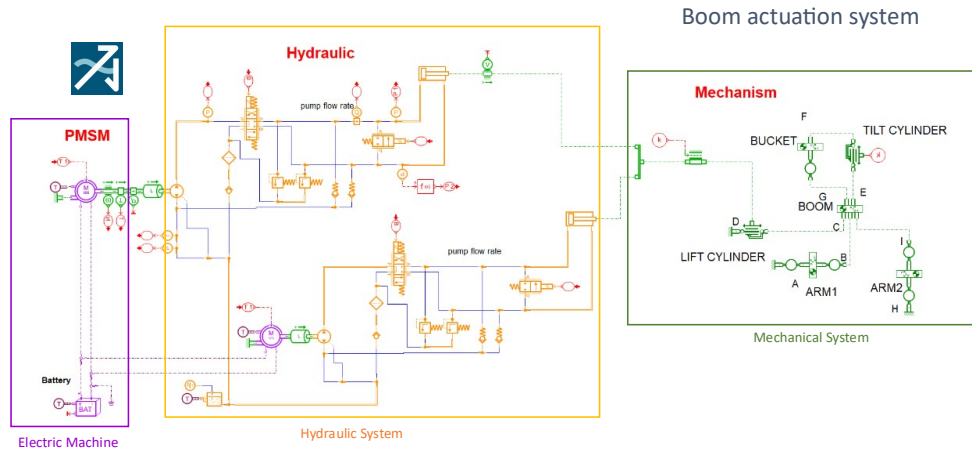 Boom actuation system
Hydraulic
pump flow rate
PMSM
Mechanism
F
BUCKET
TILT CYLINDER
G
E
BOOM
D
C
LIFT CYLINDER
A
B
ARM1
I
ARM2
H
pump flow rate
Battery
BAT
Mechanical System
Hydraulic System
Electric Machine